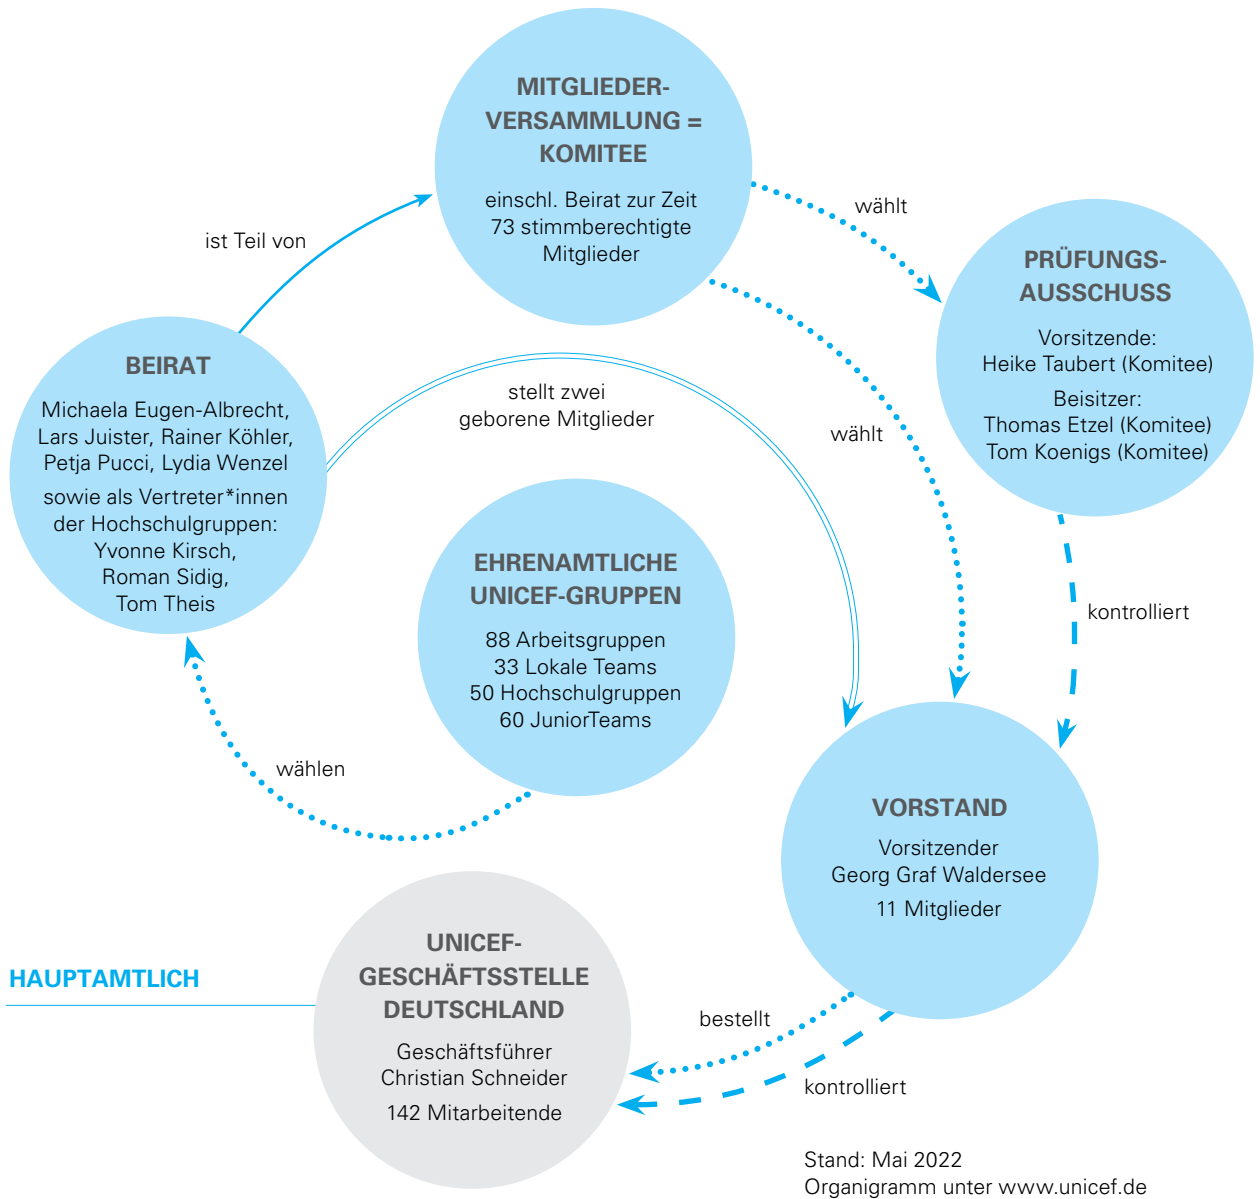 MITGLIEDER-
VERSAMMLUNG =
KOMITEE
einschl. Beirat zur Zeit
73 stimmberechtigte
Mitglieder
wählt
ist Teil von
PRÜFUNGS-
AUSSCHUSS
Vorsitzende:
Heike Taubert (Komitee)
Beisitzer:
Thomas Etzel (Komitee)
Tom Koenigs (Komitee)
BEIRAT
Michaela Eugen-Albrecht,
Lars Juister, Rainer Köhler,
Petja Pucci, Lydia Wenzel
sowie als Vertreter*innen
der Hochschulgruppen:
Yvonne Kirsch,
Roman Sidig,
Tom Theis
stellt zwei
geborene Mitglieder
wählt
EHRENAMTLICHE
UNICEF-GRUPPEN
88 Arbeitsgruppen
33 Lokale Teams
50 Hochschulgruppen
60 JuniorTeams
kontrolliert
wählen
VORSTAND
Vorsitzender
Georg Graf Waldersee
11 Mitglieder
HAUPTAMTLICH
UNICEF-
GESCHÄFTSSTELLE
DEUTSCHLAND
Geschäftsführer
Christian Schneider
142 Mitarbeitende
bestellt
kontrolliert
Stand: Mai 2022
Organigramm unter www.unicef.de